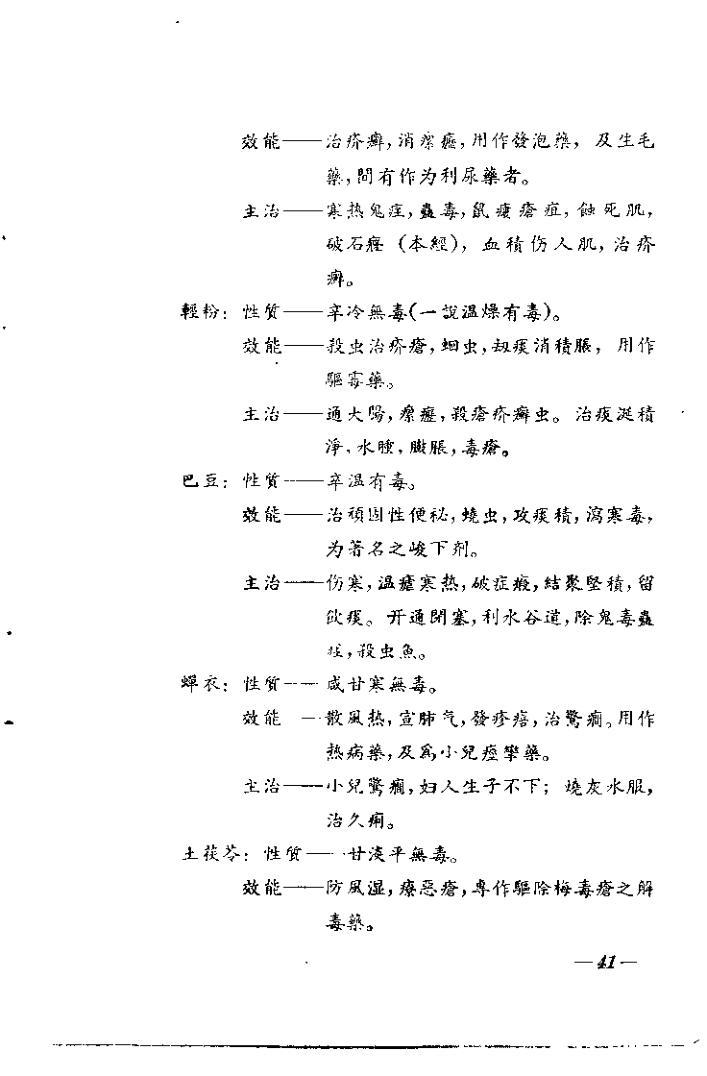 效能——治疥癬,消瘰癧,用作發泡藥, 及生毛
藥,間有作为利尿藥者。
主治——寒热鬼疰,蟲毒,鼠瘻瘡疽,蝕死肌,
破石癃 (本經), 血積伤人肌,治疥
癬。
輕粉: 性質——辛冷無毒(一說温燥有毒)。
效能——殺虫治疥瘡,蛔虫,刼痰消積脹, 用作
驅霉藥。
主治——通大腸,瘰癧,殺瘡疥癬虫。治痰涎積
滯,水腫,臌脹,毒瘡。
巴豆: 性質——辛温有毒。
效能——治頑固性便秘,蟯虫,攻痰積,瀉寒毒,
为著名之峻下剂。
主治——伤寒,温瘧寒热,破症瘕,結聚堅積,留
飲痰。开通閉塞,利水谷道,除鬼毒蟲
疰,殺虫魚。
蟬衣: 性質——咸甘寒無毒。
效能 —散風热,宣肺气,發疹㾦,治驚癇。用作
热病藥,及爲小兒痙攣藥。
主治——小兒驚癇,妇人生子不下; 燒灰水服,
治久痢。
土茯苓: 性質——甘淡平無毒。
效能——防風湿,療惡瘡,專作驅除梅毒瘡之解
毒藥。
—41—